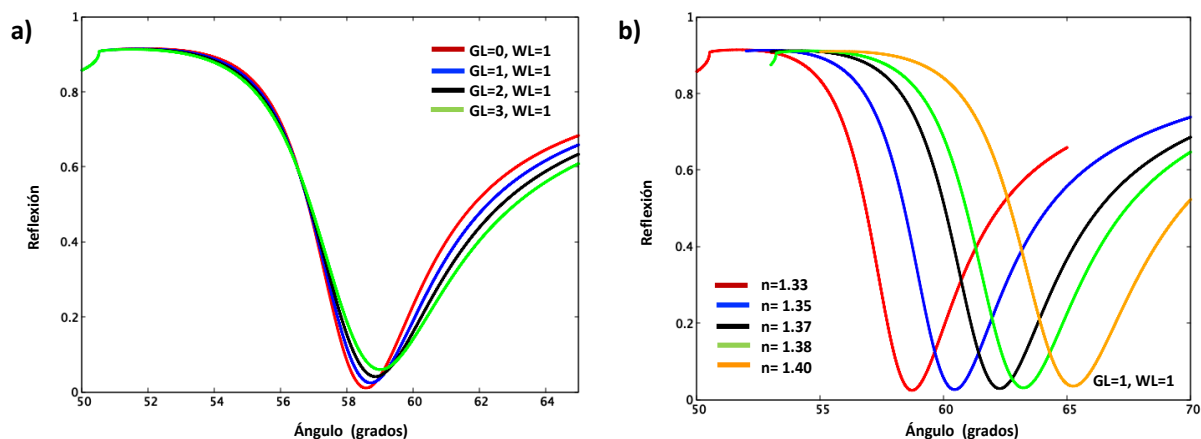 a)
1
0.8
0.6
0.4
0.2
0
Reflexión
GL=0, WL=1
GL=1, WL=1
GL=2, WL=1
GL=3, WL=1
50 52 54 56 58 60 62 64
Ángulo (grados)
b)
1
0.8
0.6
0.4
0.2
0
Reflexión
n=1.33
n= 1.35
n= 1.37
n= 1.38
n= 1.40
GL=1, WL=1
50 55 60 65 70
Ángulo (grados)